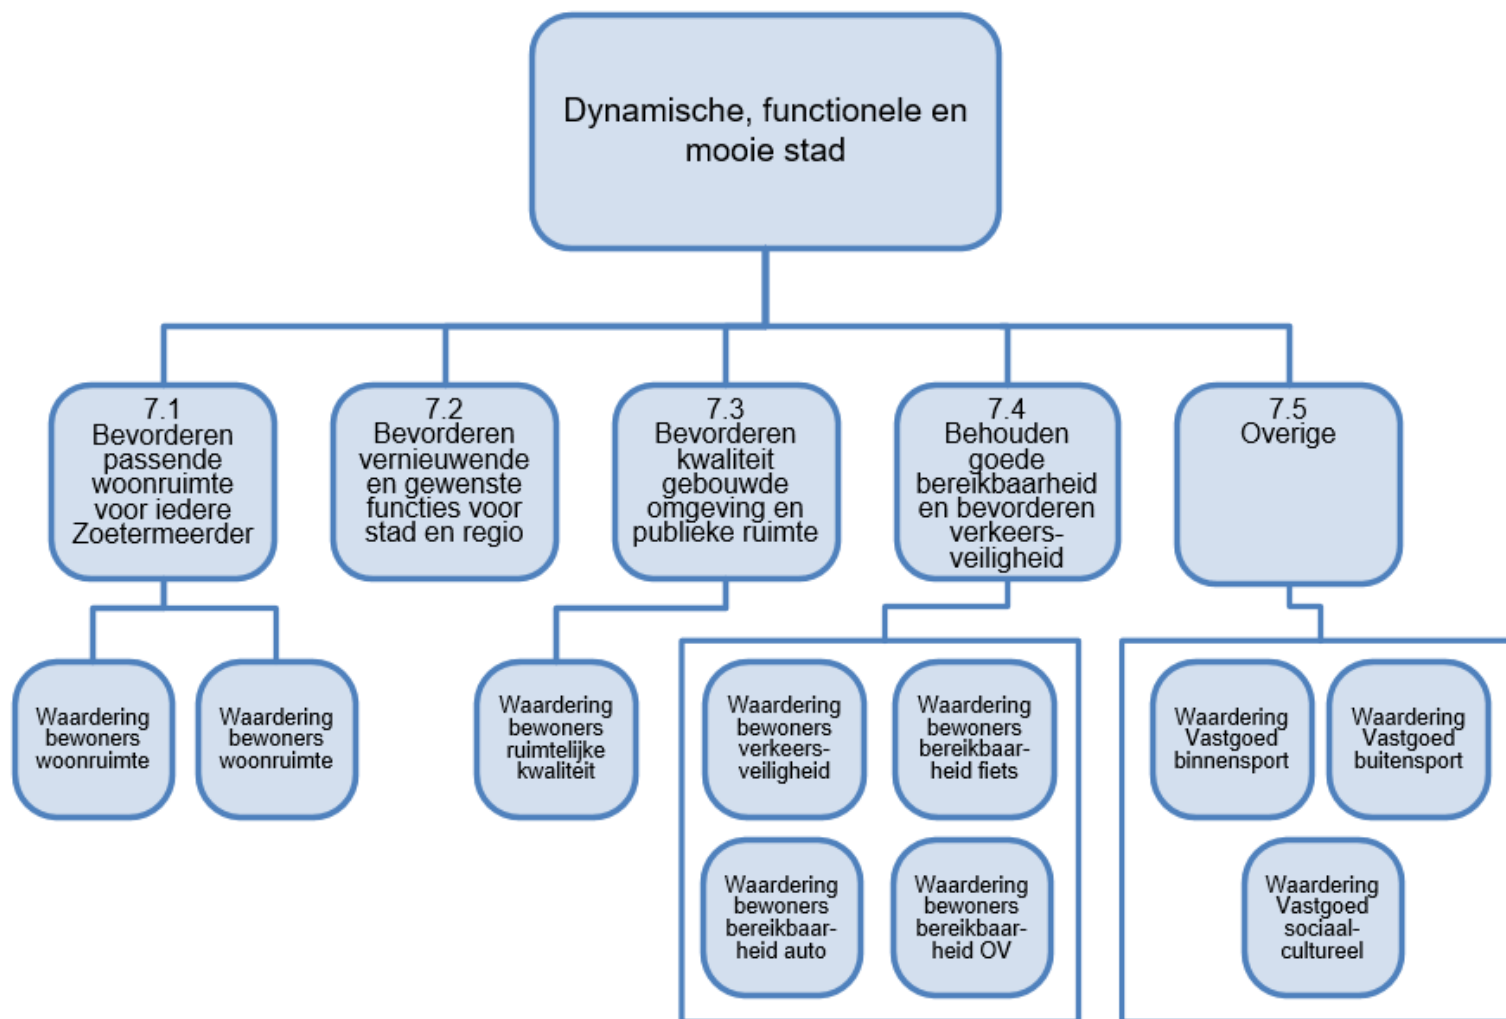 Dynamische, functionele en
mooie stad
7.1
Bevorderen
passende
woonruimte
voor iedere
Zoetermeerder
7.2
Bevorderen
vernieuwende
en gewenste
functies voor
stad en regio
7.3
Bevorderen
kwaliteit
gebouwde
omgeving en
publieke ruimte
7.4
Behouden
goede
bereikbaarheid
en bevorderen
verkeers-
veiligheid
7.5
Overige
Waardering
bewoners
woonruimte
Waardering
bewoners
woonruimte
Waardering
bewoners
ruimtelijke
kwaliteit
Waardering
bewoners
verkeers-
veiligheid
Waardering
bewoners
bereikbaar-
heid fiets
Waardering
bewoners
bereikbaar-
heid auto
Waardering
bewoners
bereikbaar-
heid OV
Waardering
Vastgoed
binnensport
Waardering
Vastgoed
buitensport
Waardering
Vastgoed
sociaal-
cultureel